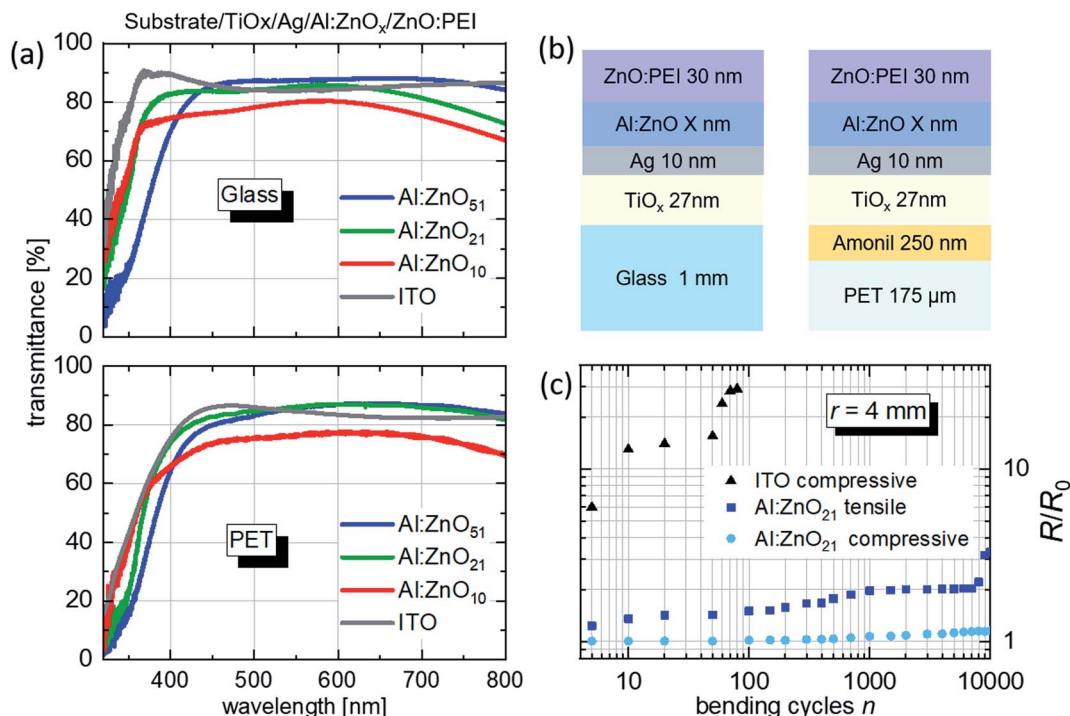 Substrate/TiOx/Ag/Al:ZnOₓ/ZnO:PEI
(a)
100
80
60
40
20
0
Glass
Al:ZnO₅₁
Al:ZnO₂₁
Al:ZnO₁₀
ITO
transmittance [%]
100
80
60
40
20
0
PET
Al:ZnO₅₁
Al:ZnO₂₁
Al:ZnO₁₀
ITO
400 500 600 700 800
wavelength [nm]
(b)
ZnO:PEI 30 nm
Al:ZnO X nm
Ag 10 nm
TiOₓ 27nm
Glass 1 mm
ZnO:PEI 30 nm
Al:ZnO X nm
Ag 10 nm
TiOₓ 27nm
Amonil 250 nm
PET 175 µm
(c)
r = 4 mm
ITO compressive
Al:ZnO₂₁ tensile
Al:ZnO₂₁ compressive
10
1
R/R₀
10 100 1000 10000
bending cycles n